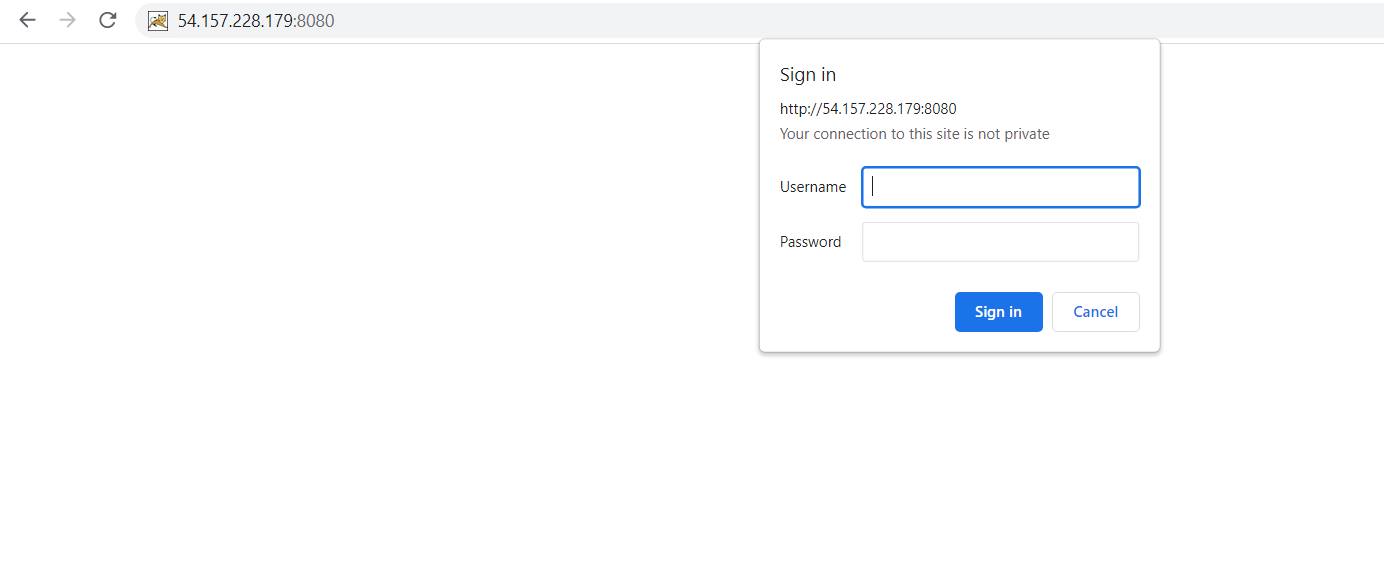 54.157.228.179:8080
Sign in
http://54.157.228.179:8080
Your connection to this site is not private
Username
Password
Sign in Cancel